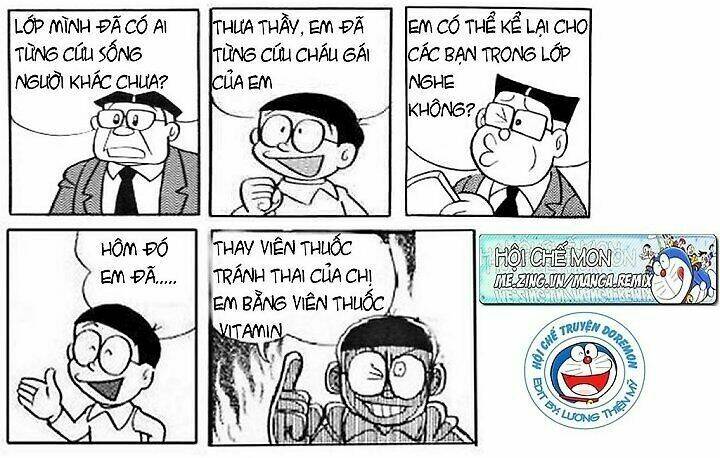 LỚP MÌNH ĐÃ CÓ AI
TỪNG CỨU SỐNG
NGƯỜI KHÁC CHƯA?
THƯA THẦY, EM ĐÃ
TỪNG CỨU CHÁU GÁI
CỦA EM
EM CÓ THỂ KỂ LẠI CHO
CÁC BẠN TRONG LỚP
NGHE
KHÔNG?
HÔM ĐÓ
EM ĐÃ.....
THAY VIÊN THUỐC
TRÁNH THAI CỦA CHỊ
EM BẰNG VIÊN THUỐC
VITAMIN
HỘI CHẾ MON
ME.ZING.VN/MANGA.REMIX
HỘI CHẾ TRUYỆN DOREMON
EDIT BY: LƯƠNG THIỆN MỸ